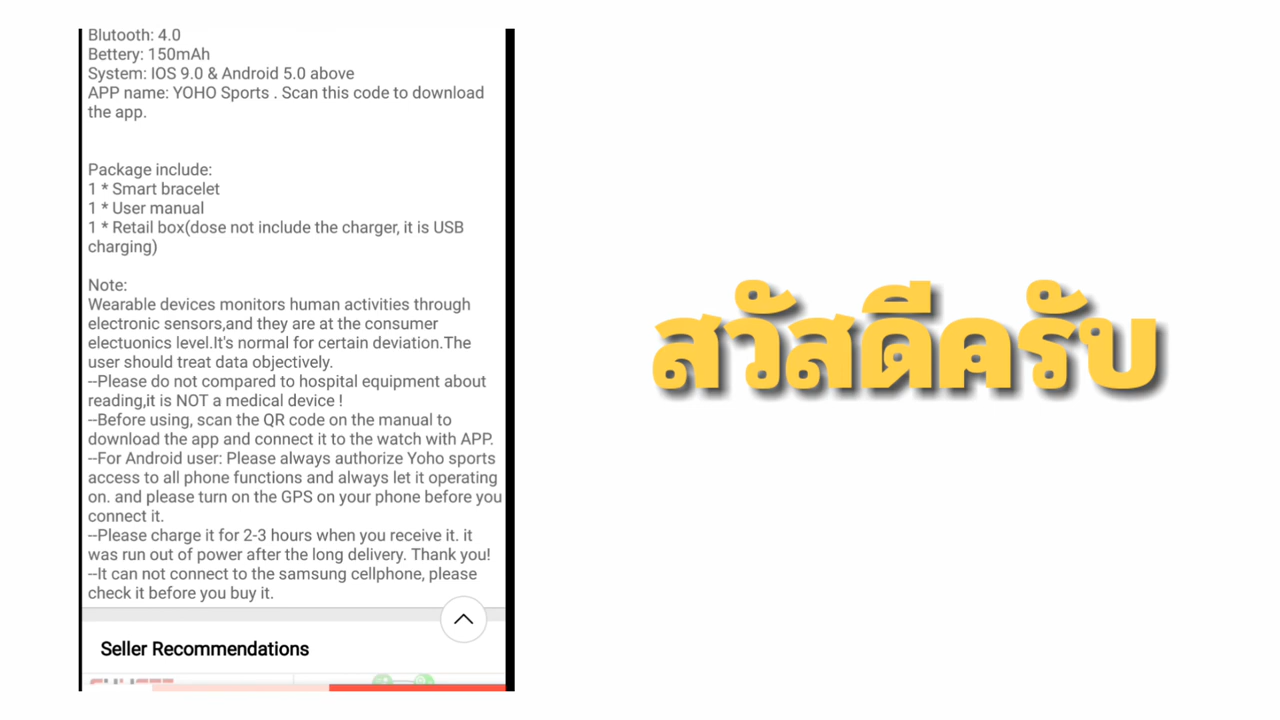 Blutooth: 4.0
Bettery: 150mAh
System: IOS 9.0 & Android 5.0 above
APP name: YOHO Sports . Scan this code to download
the app.
Package include:
1 * Smart bracelet
1 * User manual
1 * Retail box(dose not include the charger, it is USB
charging)
Note:
Wearable devices monitors human activities through
electronic sensors,and they are at the consumer
electuonics level.It's normal for certain deviation.The
user should treat data objectively.
--Please do not compared to hospital equipment about
reading,it is NOT a medical device !
--Before using, scan the QR code on the manual to
download the app and connect it to the watch with APP.
--For Android user: Please always authorize Yoho sports
access to all phone functions and always let it operating
on. and please turn on the GPS on your phone before you
connect it.
--Please charge it for 2-3 hours when you receive it. it
was run out of power after the long delivery. Thank you!
--It can not connect to the samsung cellphone, please
check it before you buy it.
Seller Recommendations
สวัสดีครับ